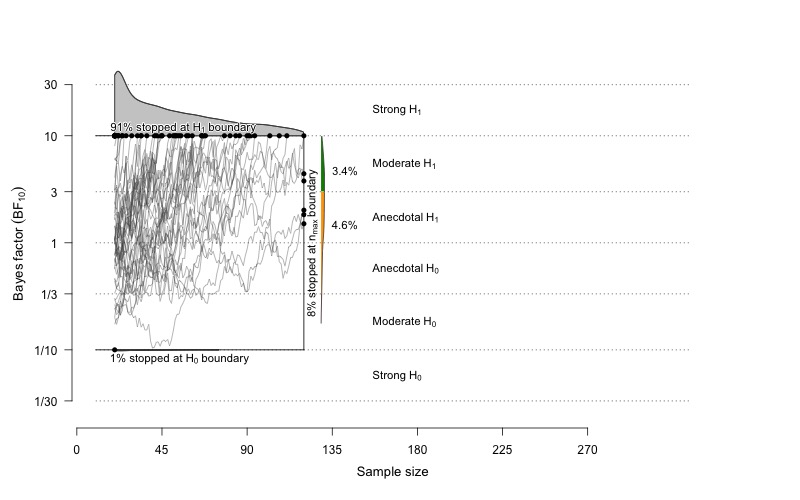 30
Strong H1
91% stopped at H1 boundary
10
Moderate H1
3.4%
3
Anecdotal H1
4.6%
1
Anecdotal H0
1/3
Moderate H0
1/10
1% stopped at H0 boundary
Strong H0
1/30
8% stopped at nmax boundary
Bayes factor (BF10)
0 45 90 135 180 225 270
Sample size